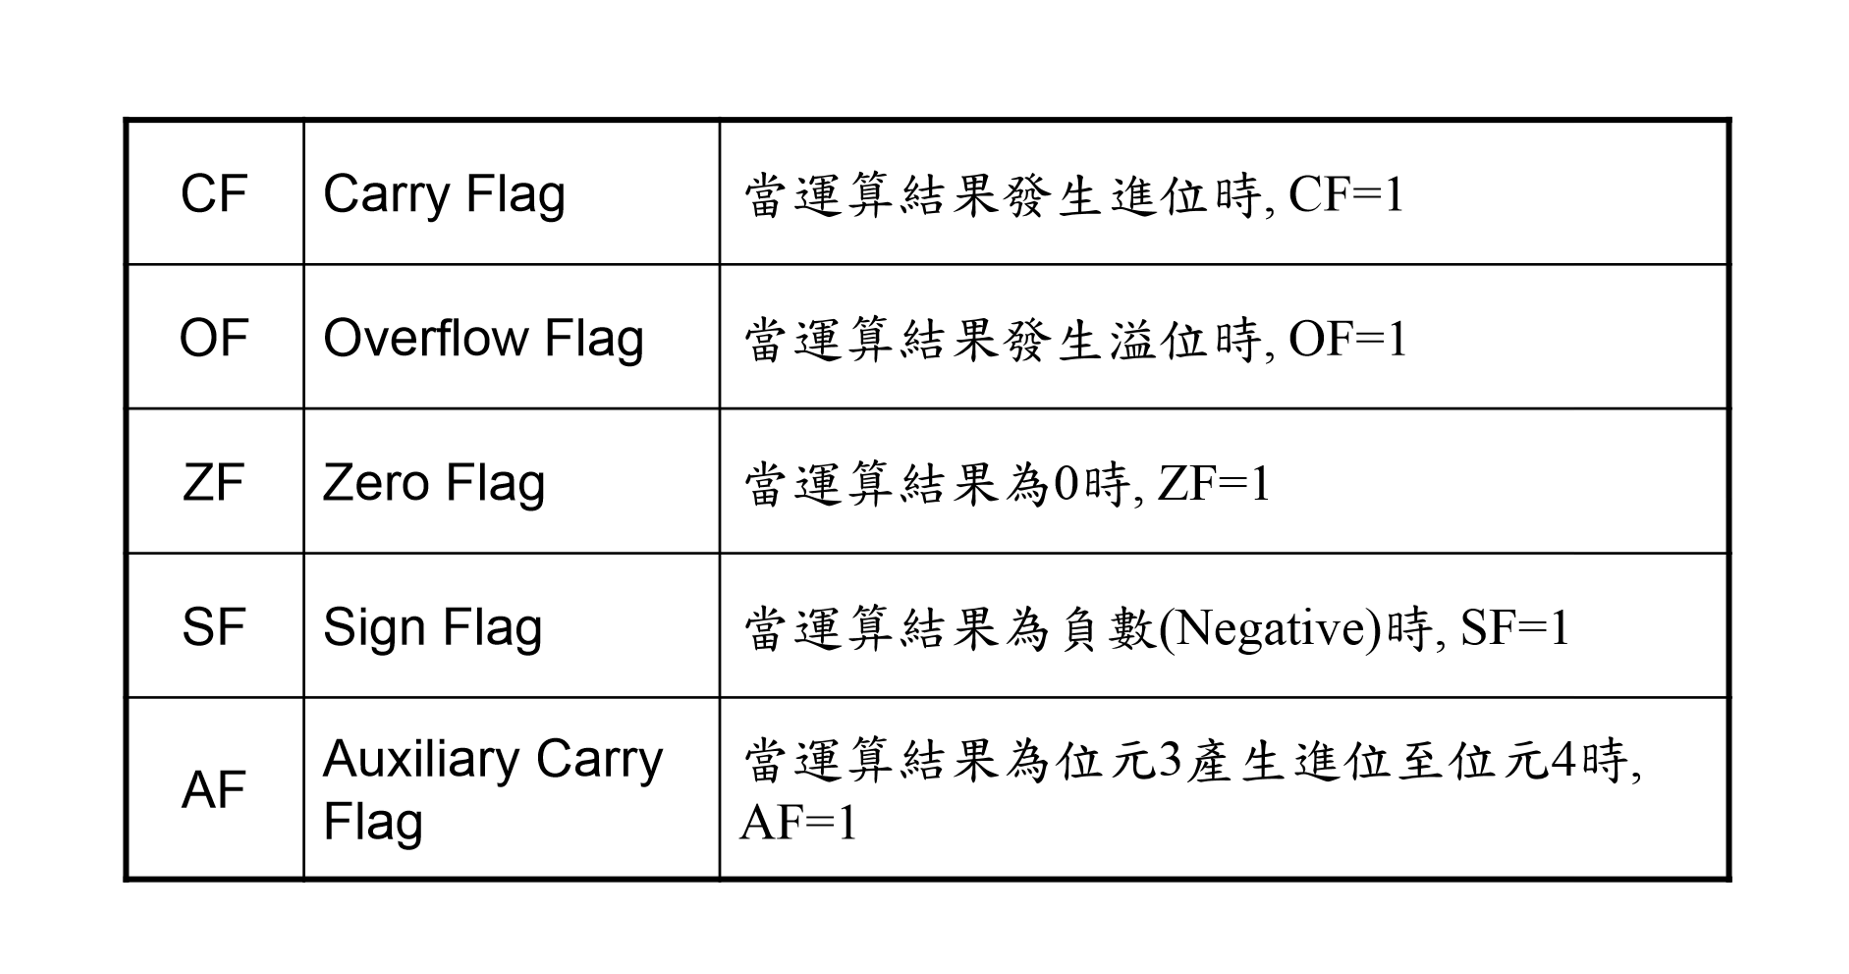 CF Carry Flag 當運算結果發生進位時, CF=1
OF Overflow Flag 當運算結果發生溢位時, OF=1
ZF Zero Flag 當運算結果為0時, ZF=1
SF Sign Flag 當運算結果為負數(Negative)時, SF=1
AF Auxiliary Carry Flag 當運算結果為位元3產生進位至位元4時,
AF=1